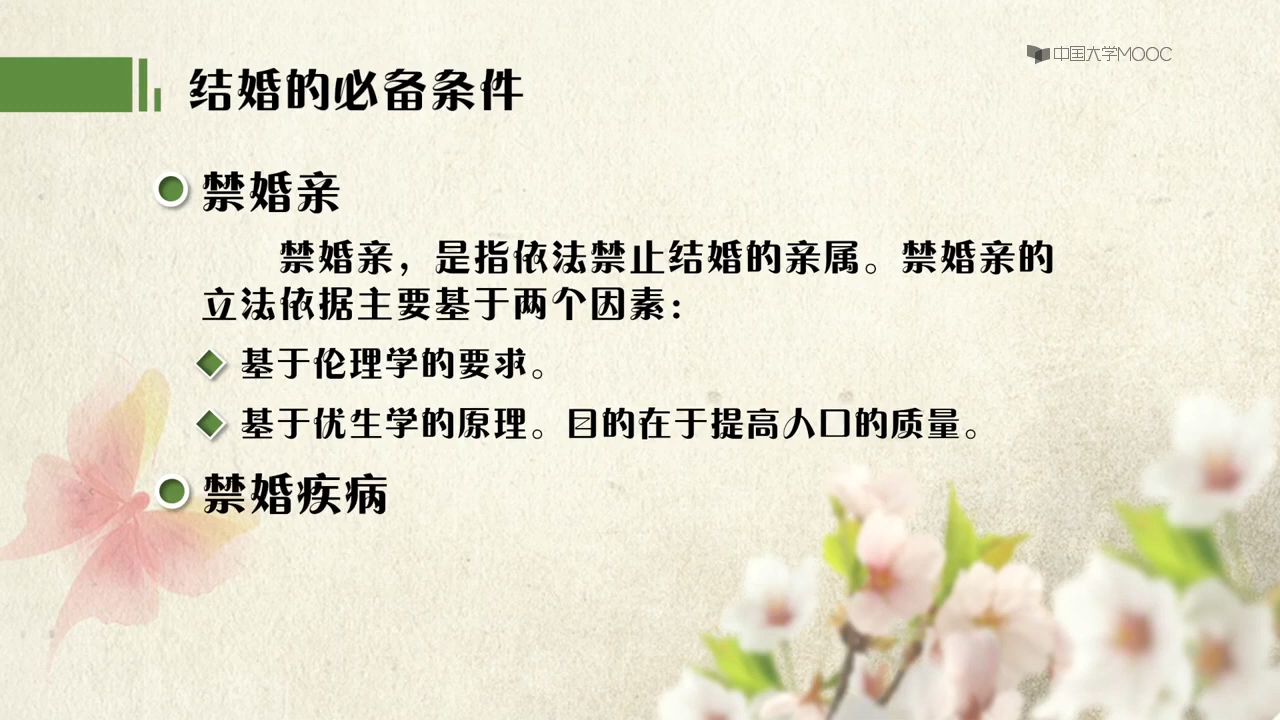 中国大学MOOC
结婚的必备条件
禁婚亲
禁婚亲，是指依法禁止结婚的亲属。禁婚亲的
立法依据主要基于两个因素：
基于伦理学的要求。
基于优生学的原理。目的在于提高人口的质量。
禁婚疾病